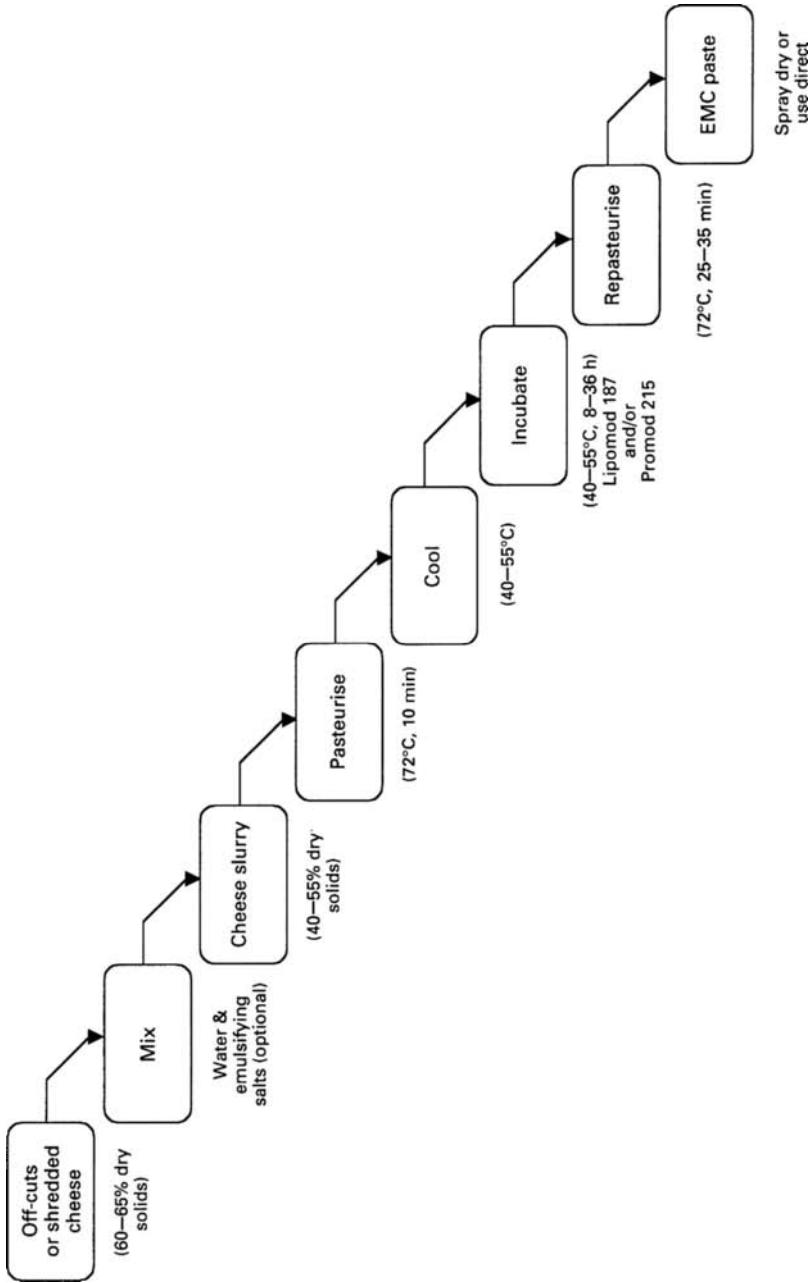 Off-cuts
or shredded
cheese
(60–65% dry
solids)
Mix
Water &
emulsifying
salts (optional)
Cheese slurry
(40–55% dry
solids)
Pasteurise
(72°C, 10 min)
Cool
(40–55°C)
Incubate
(40–55°C, 8–36 h)
Lipomod 187
and/or
Promod 215
Repasteurise
(72°C, 25–35 min)
EMC paste
Spray dry or
use direct